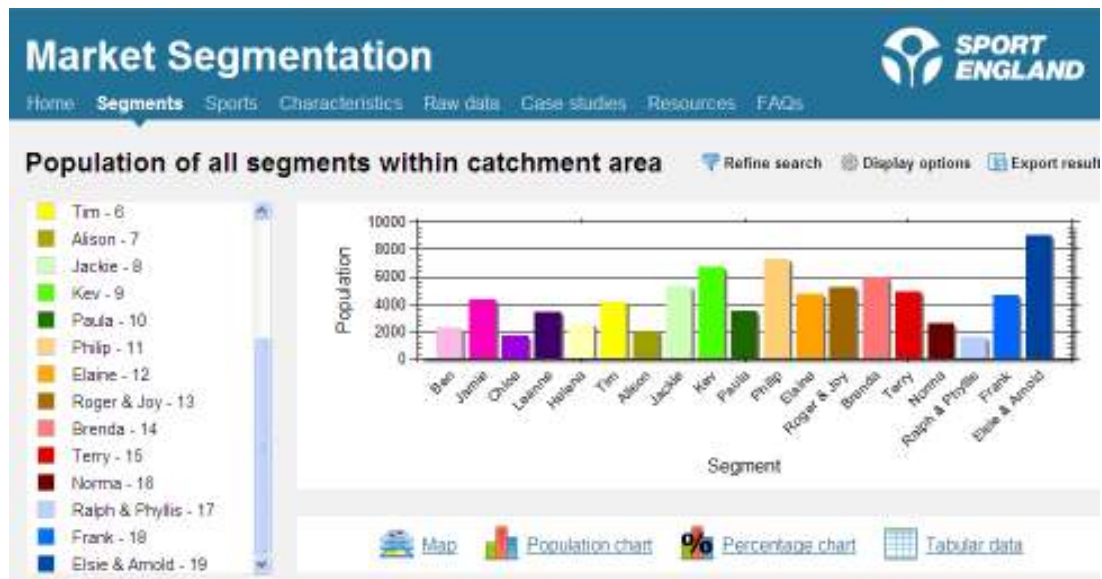 Market Segmentation
SPORT
ENGLAND
Home Segments Sports Characteristics Raw data Case studies Resources FAQs
Population of all segments within catchment area
Refine search Display options Export result
Tim - 6
Alison - 7
Jackie - 8
Kev - 9
Paula - 10
Philip - 11
Elaine - 12
Roger & Joy - 13
Brenda - 14
Terry - 15
Norma - 16
Ralph & Phyllis - 17
Frank - 18
Elsie & Arnold - 19
Population
10000
8000
6000
4000
2000
0
Ben
Jamie
Chloe
Leanne
Helena
Tim
Alison
Jackie
Kev
Paula
Philip
Elaine
Roger & Joy
Brenda
Terry
Norma
Ralph & Phyllis
Frank
Elsie & Arnold
Segment
Map
Population chart
%
Percentage chart
Tabular data